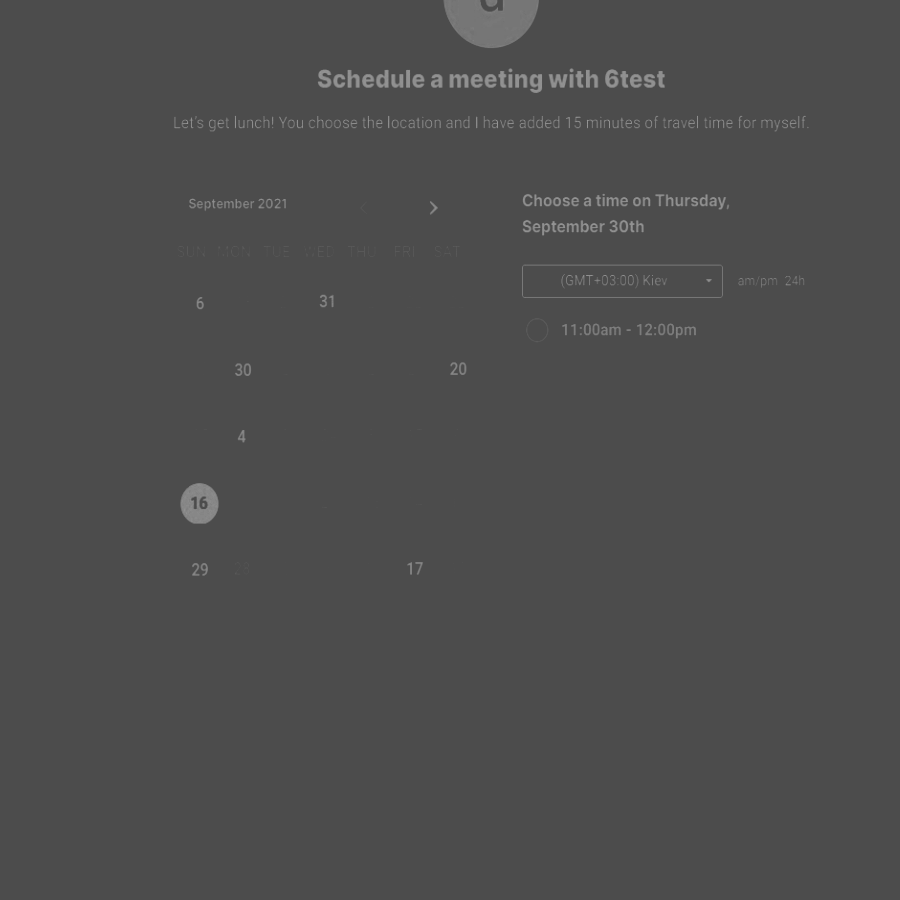 d
Schedule a meeting with 6test
Let's get lunch! You choose the location and I have added 15 minutes of travel time for myself.
September 2021
SUN MON TUE WED THU FRI SAT
6 31
30 20
4
16
29 23 17
Choose a time on Thursday,
September 30th
(GMT+03:00) Kiev am/pm 24h
11:00am - 12:00pm